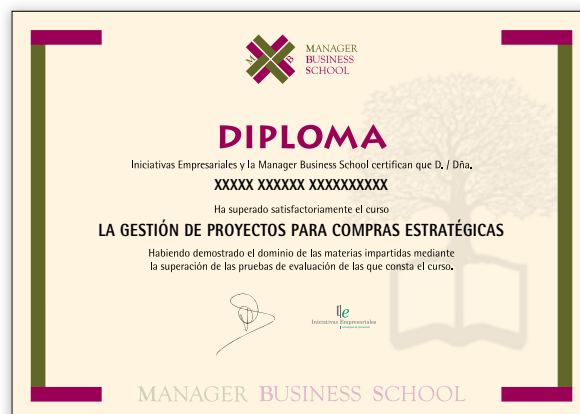 M B
MANAGER
BUSINESS
SCHOOL
DIPLOMA
Iniciativas Empresariales y la Manager Business School certifican que D. / Dña.
XXXXX XXXXXX XXXXXXXXXX
Ha superado satisfactoriamente el curso
LA GESTIÓN DE PROYECTOS PARA COMPRAS ESTRATÉGICAS
Habiendo demostrado el dominio de las materias impartidas mediante
la superación de las pruebas de evaluación de las que consta el curso.
Iniciativas Empresariales
MANAGER BUSINESS SCHOOL